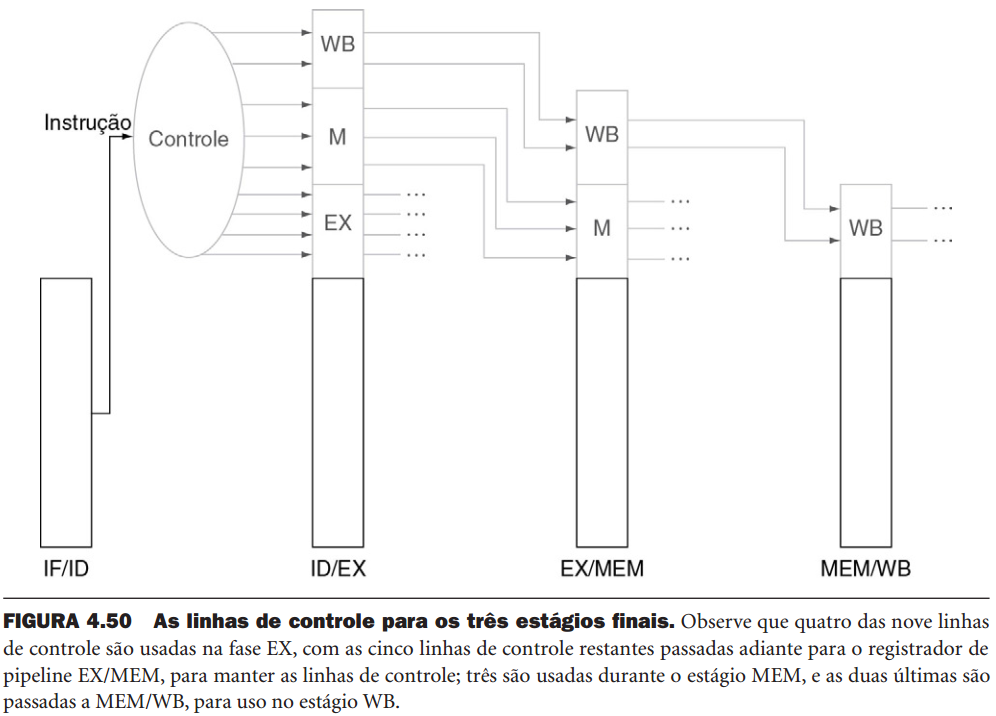 WB
Instrução
Controle
M
WB
EX
...
...
...
...
...
M
...
...
WB
...
...
IF/ID
ID/EX
EX/MEM
MEM/WB
FIGURA 4.50 As linhas de controle para os três estágios finais. Observe que quatro das nove linhas
de controle são usadas na fase EX, com as cinco linhas de controle restantes passadas adiante para o registrador de
pipeline EX/MEM, para manter as linhas de controle; três são usadas durante o estágio MEM, e as duas últimas são
passadas a MEM/WB, para uso no estágio WB.